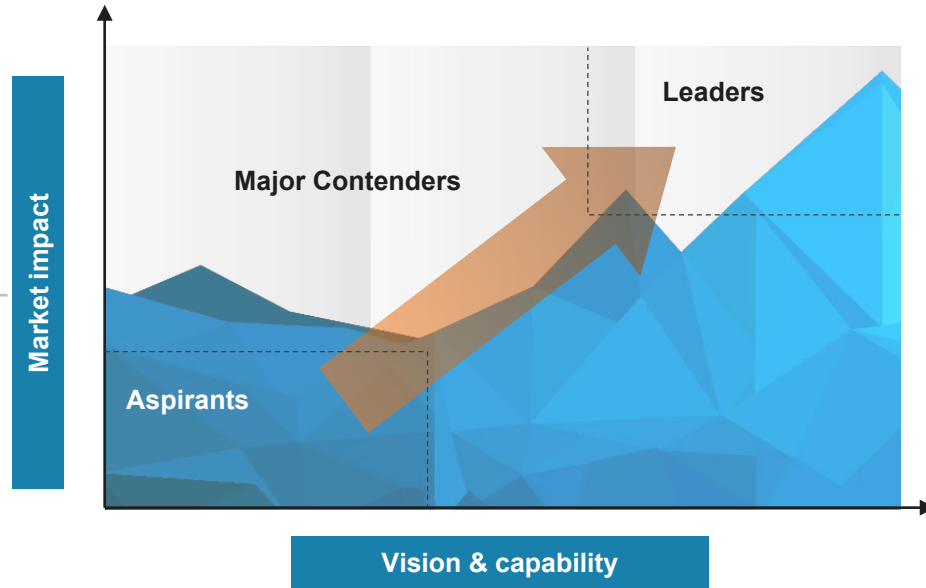 Leaders
Major Contenders
Market impact
Aspirants
Vision & capability